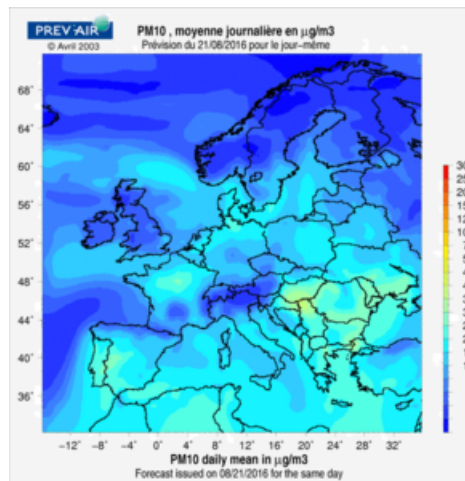 PREV'AIR
© Avril 2003
PM10 , moyenne journalière en µg/m3
Prévision du 21/08/2016 pour le jour-même
68°
64°
60°
56°
52°
48°
44°
40°
36°
−12° −8° −4° 0° 4° 8° 12° 16° 20° 24° 28° 32°
PM10 daily mean in µg/m3
Forecast issued on 08/21/2016 for the same day